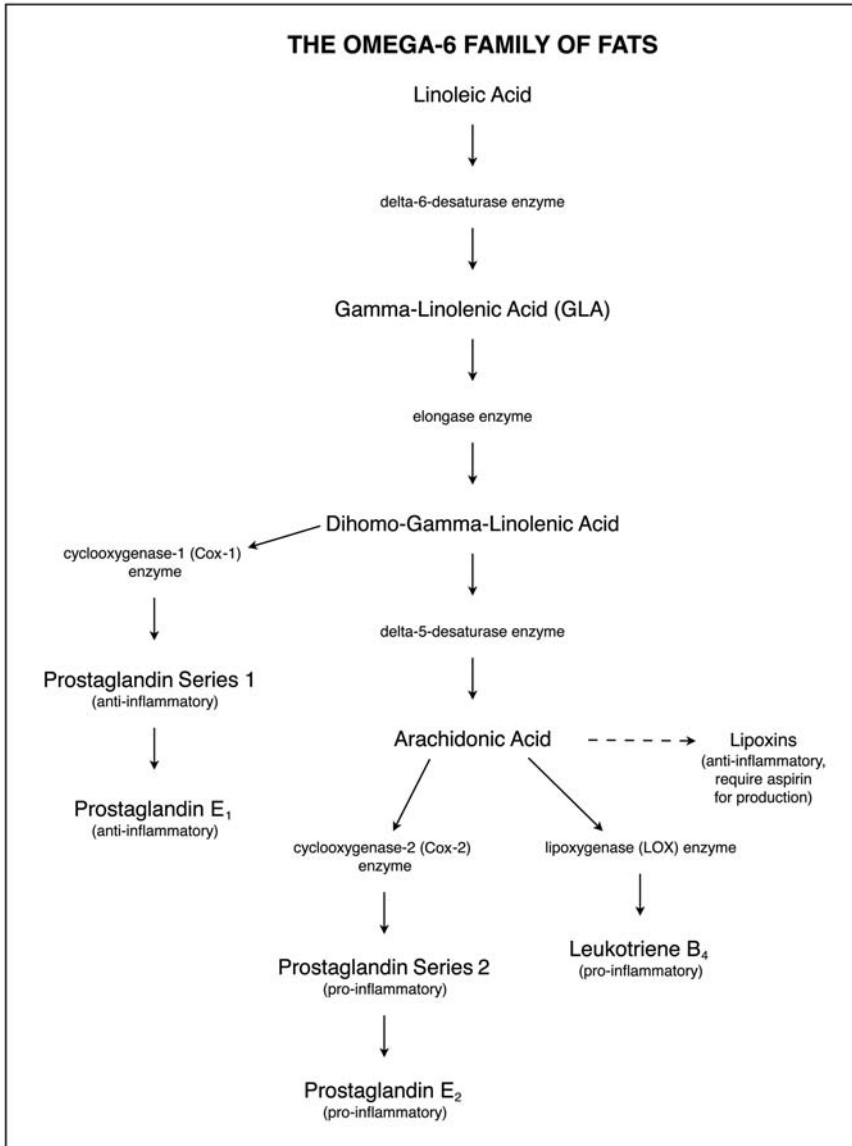 THE OMEGA-6 FAMILY OF FATS
Linoleic Acid
delta-6-desaturase enzyme
Gamma-Linolenic Acid (GLA)
elongase enzyme
Dihomo-Gamma-Linolenic Acid
cyclooxygenase-1 (Cox-1)
enzyme
delta-5-desaturase enzyme
Prostaglandin Series 1
(anti-inflammatory)
Arachidonic Acid
Lipoxins
(anti-inflammatory,
require aspirin
for production)
Prostaglandin E₁
(anti-inflammatory)
cyclooxygenase-2 (Cox-2)
enzyme
lipoxygenase (LOX) enzyme
Prostaglandin Series 2
(pro-inflammatory)
Leukotriene B₄
(pro-inflammatory)
Prostaglandin E₂
(pro-inflammatory)